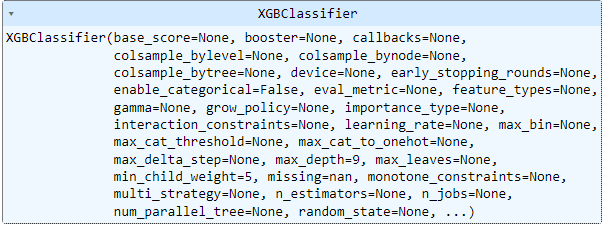 XGBClassifier
XGBClassifier(base_score=None, booster=None, callbacks=None,
colsample_bylevel=None, colsample_bynode=None,
colsample_bytree=None, device=None, early_stopping_rounds=None,
enable_categorical=False, eval_metric=None, feature_types=None,
gamma=None, grow_policy=None, importance_type=None,
interaction_constraints=None, learning_rate=None, max_bin=None,
max_cat_threshold=None, max_cat_to_onehot=None,
max_delta_step=None, max_depth=9, max_leaves=None,
min_child_weight=5, missing=nan, monotone_constraints=None,
multi_strategy=None, n_estimators=None, n_jobs=None,
num_parallel_tree=None, random_state=None, ...)